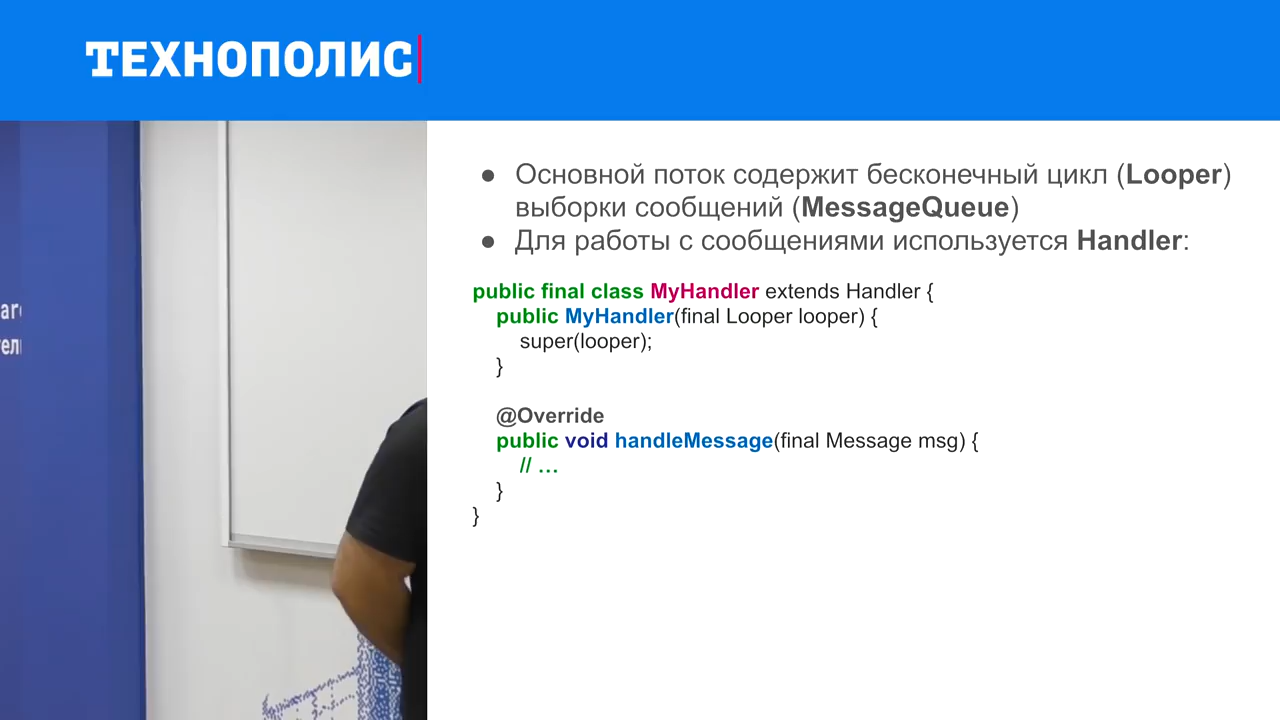 ТЕХНОПОЛИС
● Основной поток содержит бесконечный цикл (Looper)
выборки сообщений (MessageQueue)
● Для работы с сообщениями используется Handler:
public final class MyHandler extends Handler {
public MyHandler(final Looper looper) {
super(looper);
}
@Override
public void handleMessage(final Message msg) {
// …
}
}